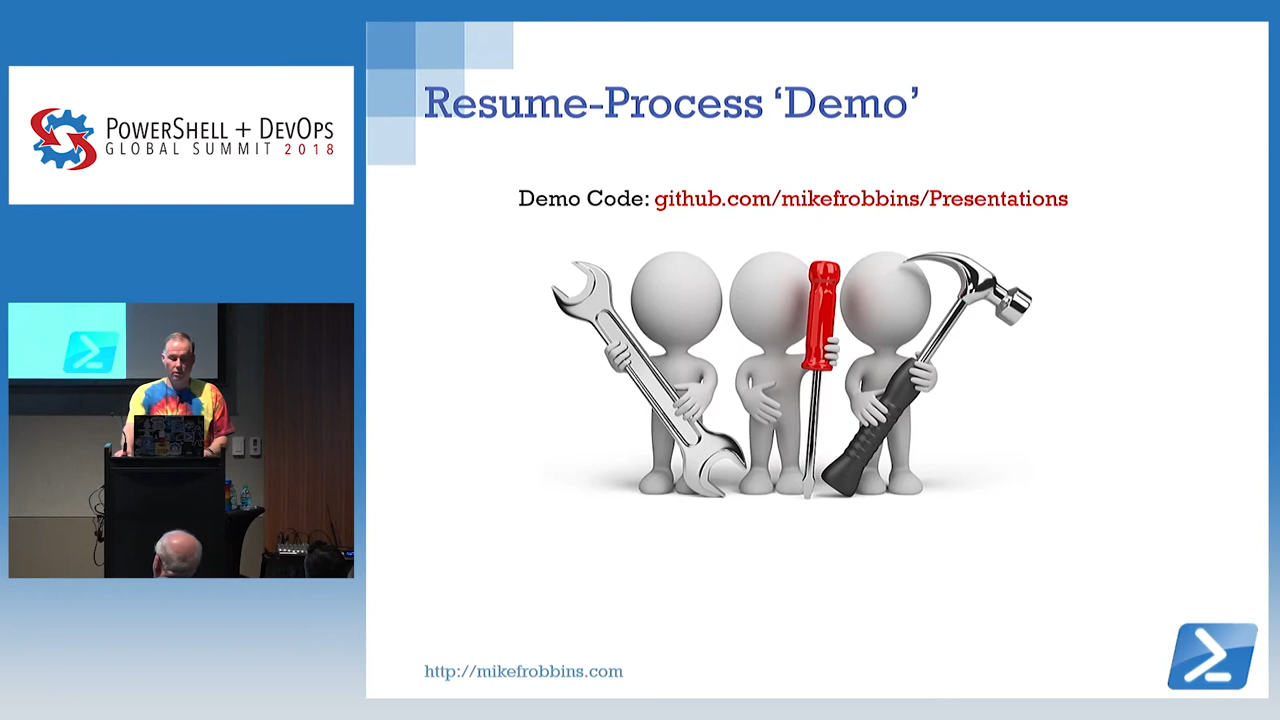 POWERSHELL + DEVOPS
GLOBAL SUMMIT 2018
Resume-Process ‘Demo’
Demo Code: github.com/mikefrobbins/Presentations
http://mikefrobbins.com